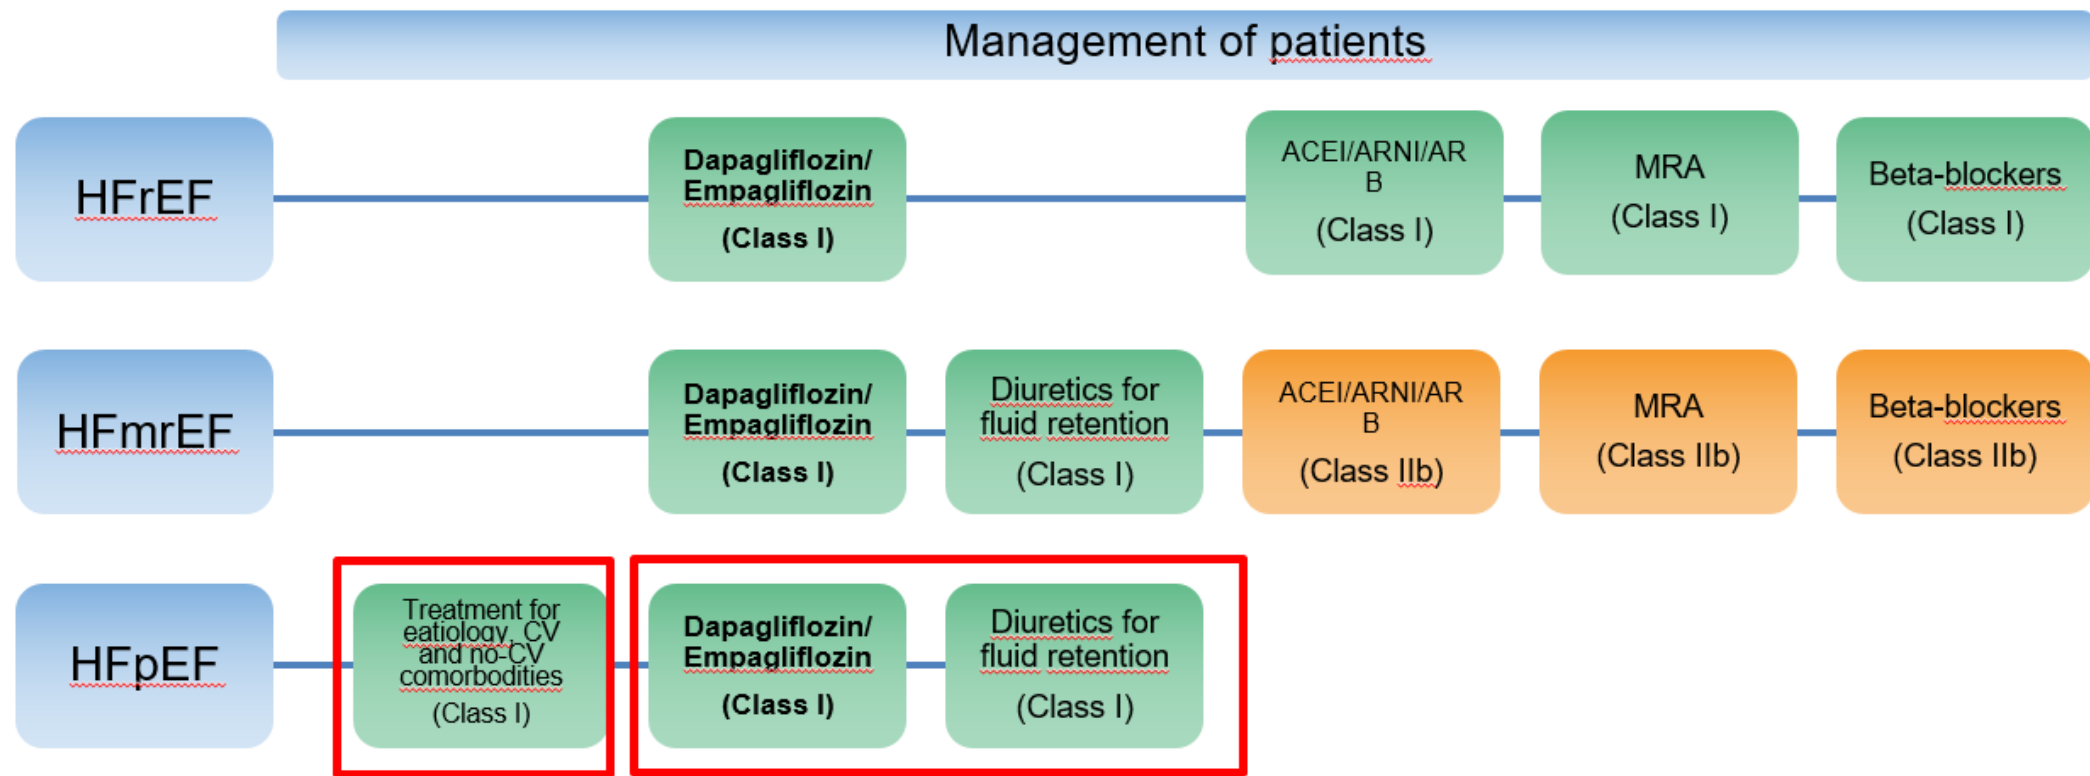 Management of patients
HFrEF
Dapagliflozin/
Empagliflozin
(Class I)
ACEI/ARNI/AR
B
(Class I)
MRA
(Class I)
Beta-blockers
(Class I)
HFmrEF
Dapagliflozin/
Empagliflozin
(Class I)
Diuretics for
fluid retention
(Class I)
ACEI/ARNI/AR
B
(Class IIb)
MRA
(Class IIb)
Beta-blockers
(Class IIb)
HFpEF
Treatment for
eatiology, CV
and no-CV
comorbodities
(Class I)
Dapagliflozin/
Empagliflozin
(Class I)
Diuretics for
fluid retention
(Class I)